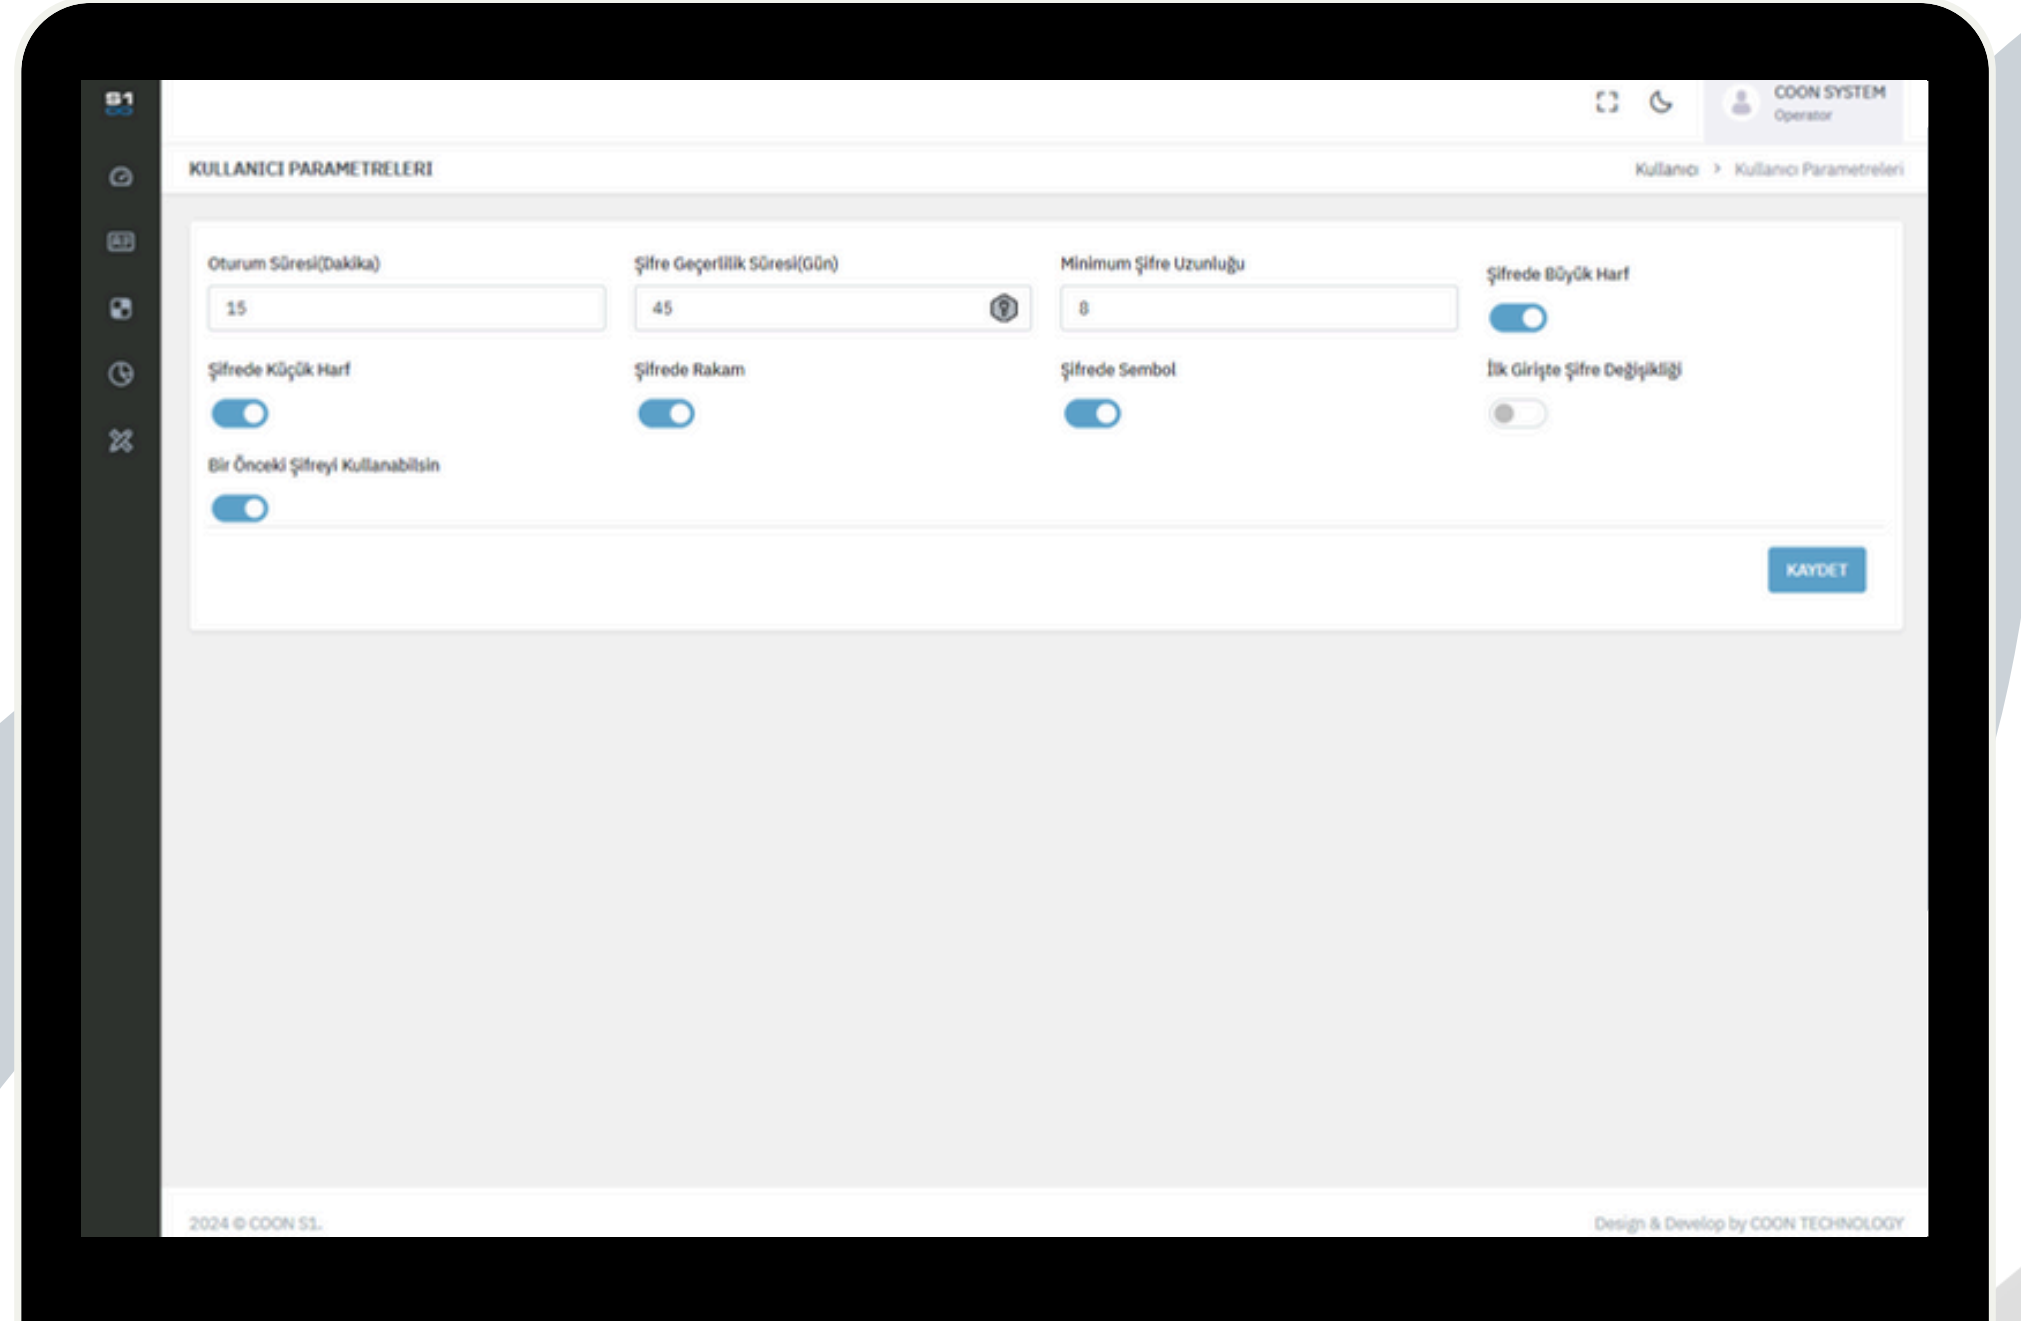 S1
COON SYSTEM
Operator
KULLANICI PARAMETRELERI
Kullanıcı > Kullanıcı Parametreleri
Oturum Süresi(Dakika)
Şifre Geçerlilik Süresi(Gün)
Minimum Şifre Uzunluğu
Şifrede Büyük Harf
15
45
8
Şifrede Küçük Harf
Şifrede Rakam
Şifrede Sembol
İlk Girişte Şifre Değişikliği
Bir Önceki Şifreyi Kullanabilsin
KAYDET
2024 © COON S1.
Design & Develop by COON TECHNOLOGY